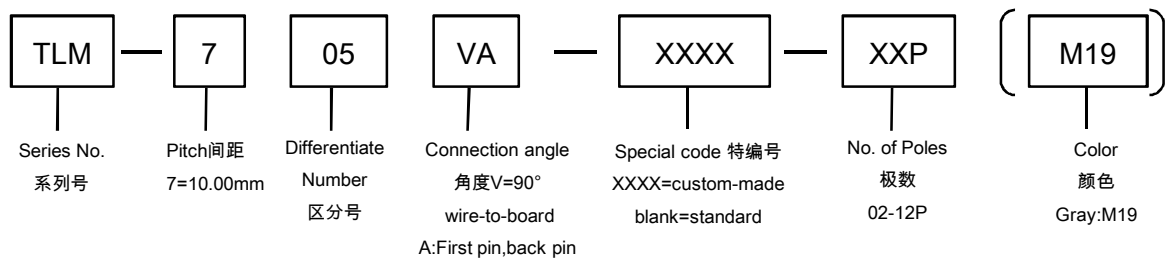 TLM — 7 05 VA — XXXX — XXP (M19)
Series No. Pitch间距 Differentiate Connection angle Special code 特编号 No. of Poles Color
系列号 7=10.00mm Number 角度V=90° XXXX=custom-made 极数 颜色
区分号 wire-to-board blank=standard 02-12P Gray:M19
A:First pin,back pin